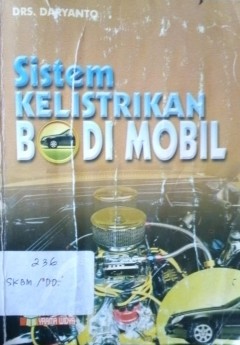 DRS. DARYANTO
Sistem
KELISTRIKAN
BODI MOBIL
236